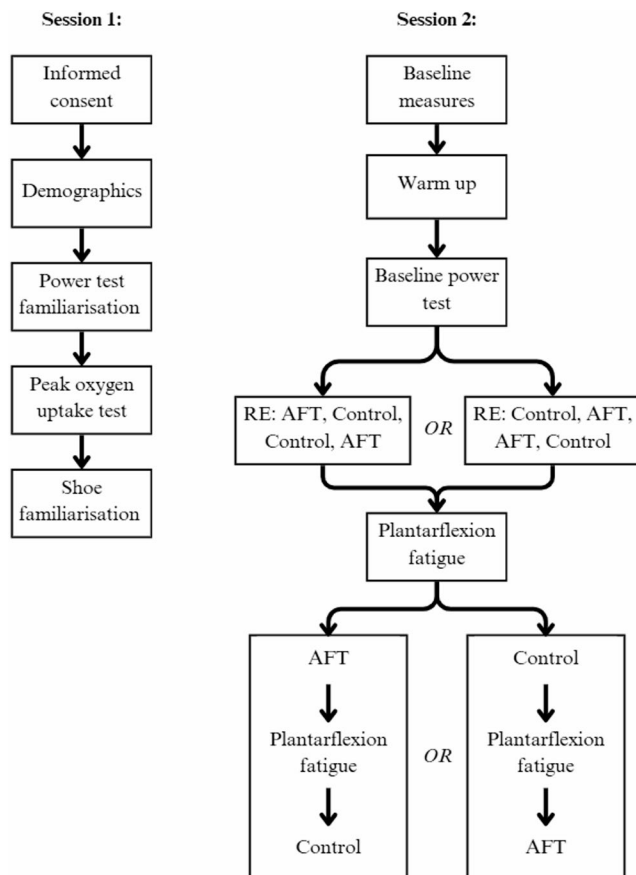 Session 1:
Informed
consent
Demographics
Power test
familiarisation
Peak oxygen
uptake test
Shoe
familiarisation
Session 2:
Baseline
measures
Warm up
Baseline power
test
RE: AFT, Control,
Control, AFT
OR
RE: Control, AFT,
AFT, Control
Plantarflexion
fatigue
AFT
Plantarflexion
fatigue
Control
OR
Control
Plantarflexion
fatigue
AFT